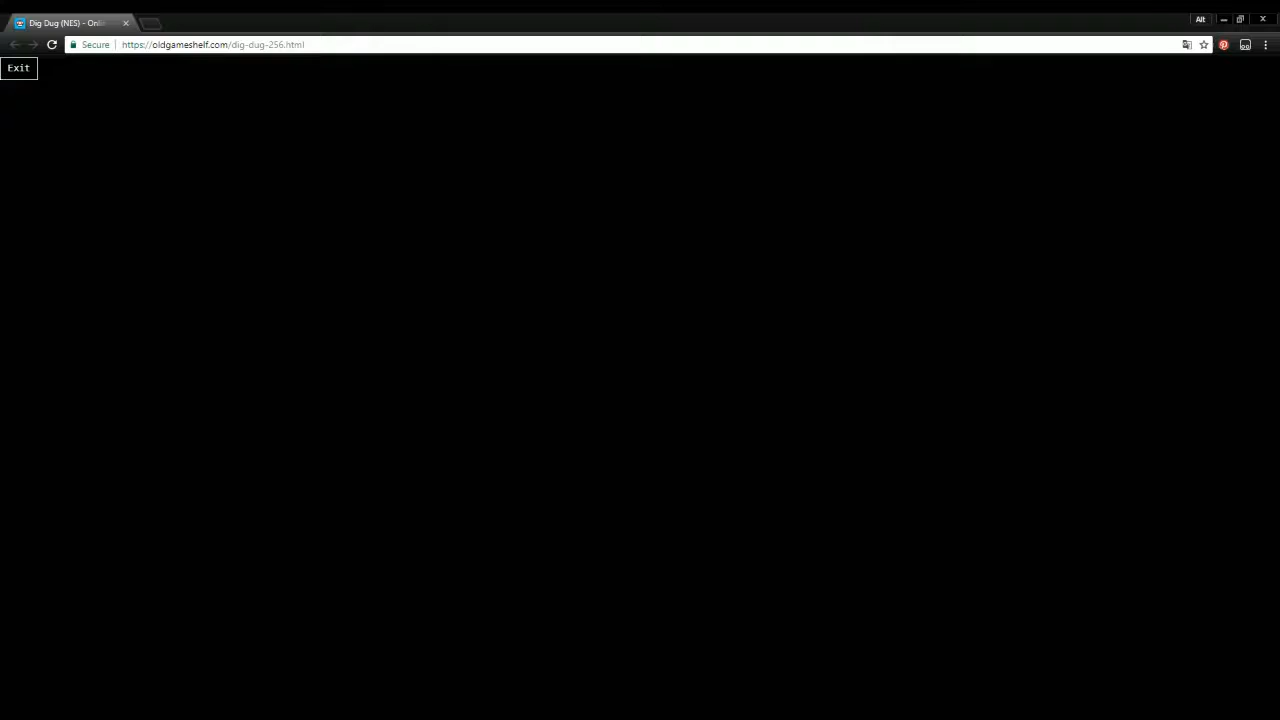 Dig Dug (NES) - Onli
Alt
Secure https://oldgameshelf.com/dig-dug-256.html
Exit